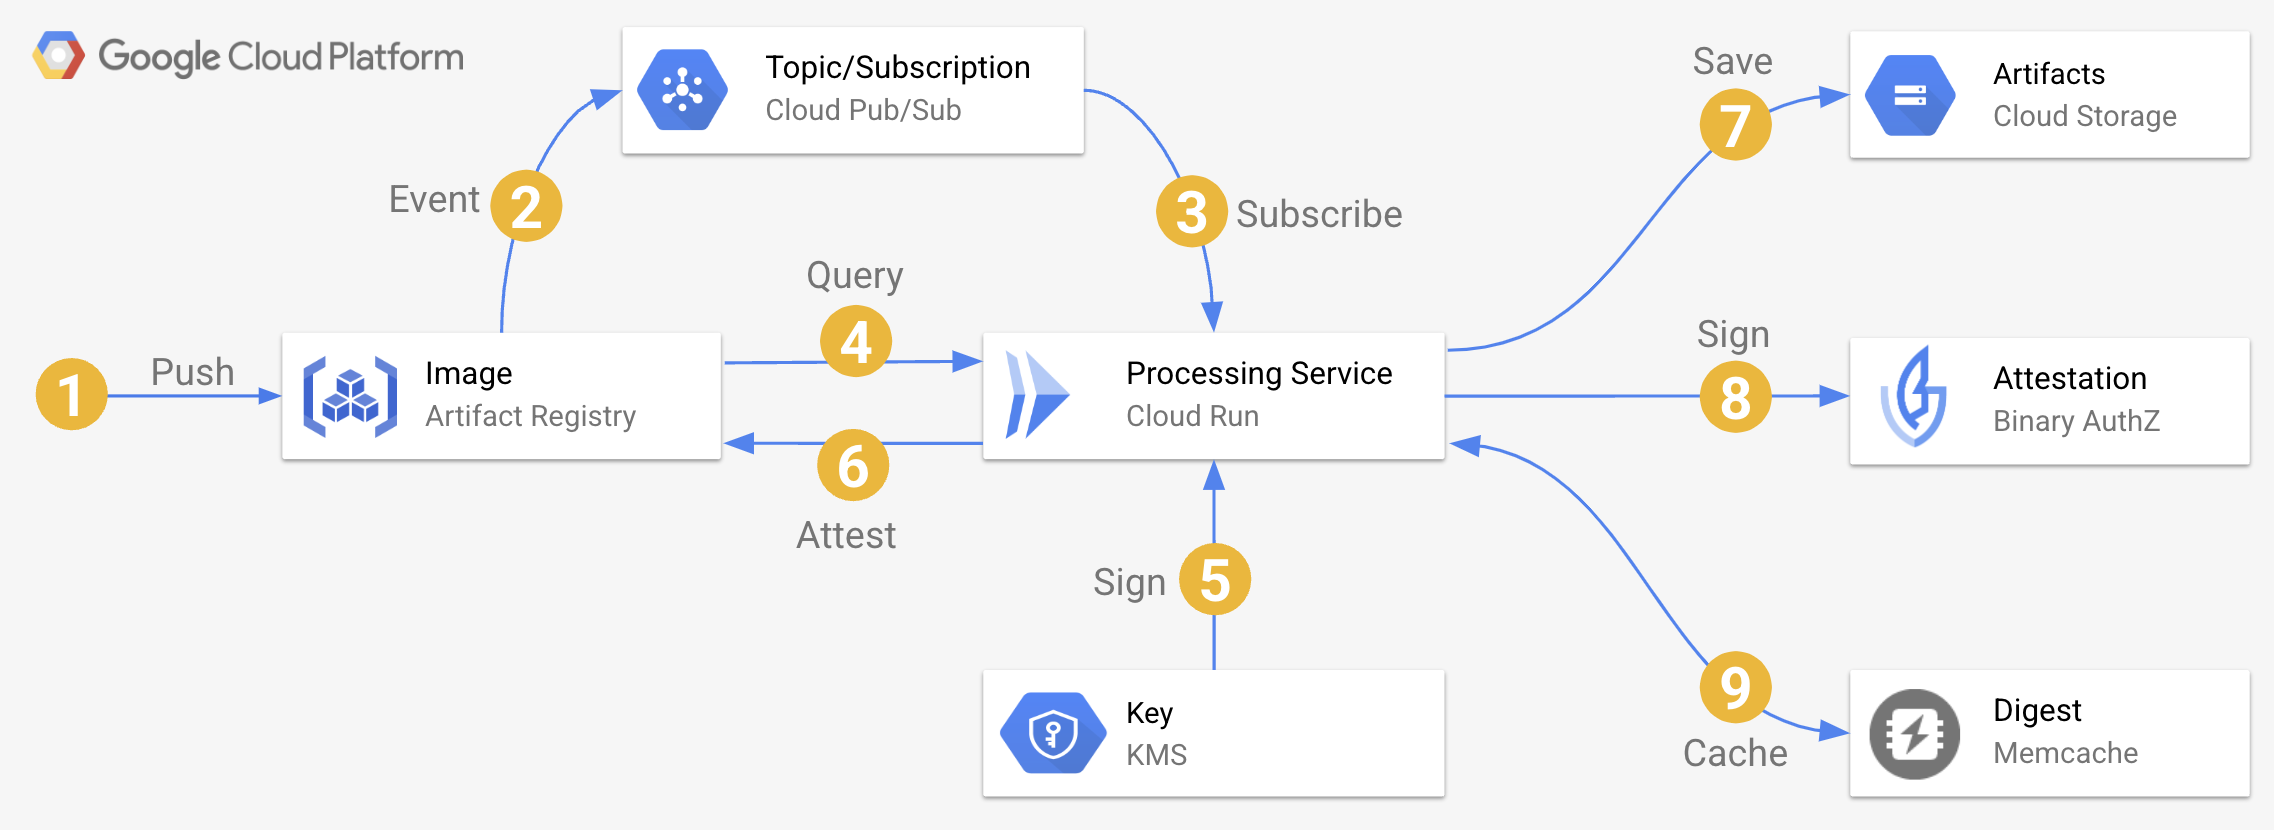 Google Cloud Platform
Topic/Subscription
Cloud Pub/Sub
Save
7
Artifacts
Cloud Storage
Event
2
3
Subscribe
Query
4
1
Push
Image
Artifact Registry
Processing Service
Cloud Run
Sign
8
Attestation
Binary AuthZ
6
Attest
Sign
5
Key
KMS
9
Cache
Digest
Memcache